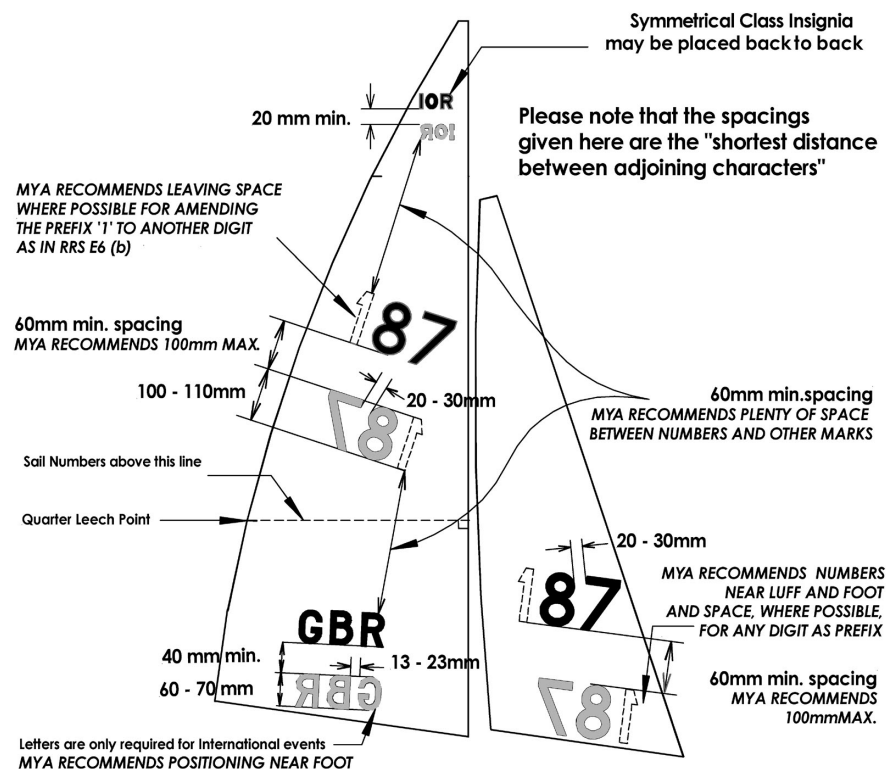 Symmetrical Class Insignia
may be placed back to back
IOR
20 mm min.
IOR
Please note that the spacings
given here are the "shortest distance
between adjoining characters"
MYA RECOMMENDS LEAVING SPACE
WHERE POSSIBLE FOR AMENDING
THE PREFIX '1' TO ANOTHER DIGIT
AS IN RRS E6 (b)
187
60mm min. spacing
MYA RECOMMENDS 100mm MAX.
100 - 110mm
20 - 30mm
187
60mm min.spacing
MYA RECOMMENDS PLENTY OF SPACE
BETWEEN NUMBERS AND OTHER MARKS
Sail Numbers above this line
Quarter Leech Point
20 - 30mm
187
MYA RECOMMENDS NUMBERS
NEAR LUFF AND FOOT
AND SPACE, WHERE POSSIBLE,
FOR ANY DIGIT AS PREFIX
GBR
40 mm min.
13 - 23mm
60 - 70 mm
GBR
187
60mm min. spacing
MYA RECOMMENDS
100mmMAX.
Letters are only required for International events
MYA RECOMMENDS POSITIONING NEAR FOOT